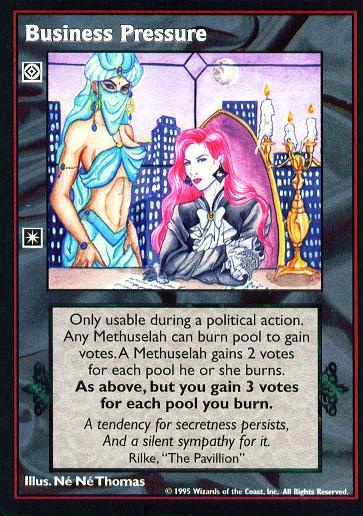 Business Pressure
Only usable during a political action.
Any Methuselah can burn pool to gain
votes. A Methuselah gains 2 votes
for each pool he or she burns.
As above, but you gain 3 votes
for each pool you burn.
A tendency for secretness persists,
And a silent sympathy for it.
Rilke, "The Pavillion"
Illus. Né Né Thomas
© 1995 Wizards of the Coast, Inc. All Rights Reserved.